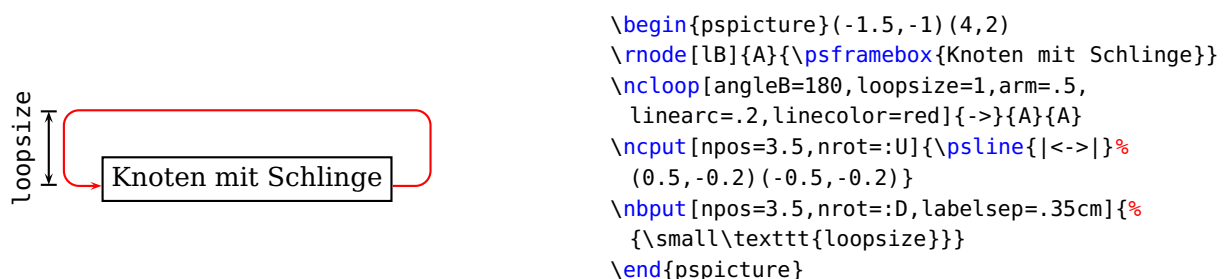 loopsize
Knoten mit Schlinge
\begin{pspicture}(-1.5,-1)(4,2)
\rnode[lB]{A}{\psframebox{Knoten mit Schlinge}}
\ncloop[angleB=180,loopsize=1,arm=.5,
linearc=.2,linecolor=red]{->}{A}{A}
\ncput[npos=3.5,nrot=:U]{\psline{|<->|}%
(0.5,-0.2)(-0.5,-0.2)}
\nbput[npos=3.5,nrot=:D,labelsep=.35cm]{%
{\small\texttt{loopsize}}}
\end{pspicture}